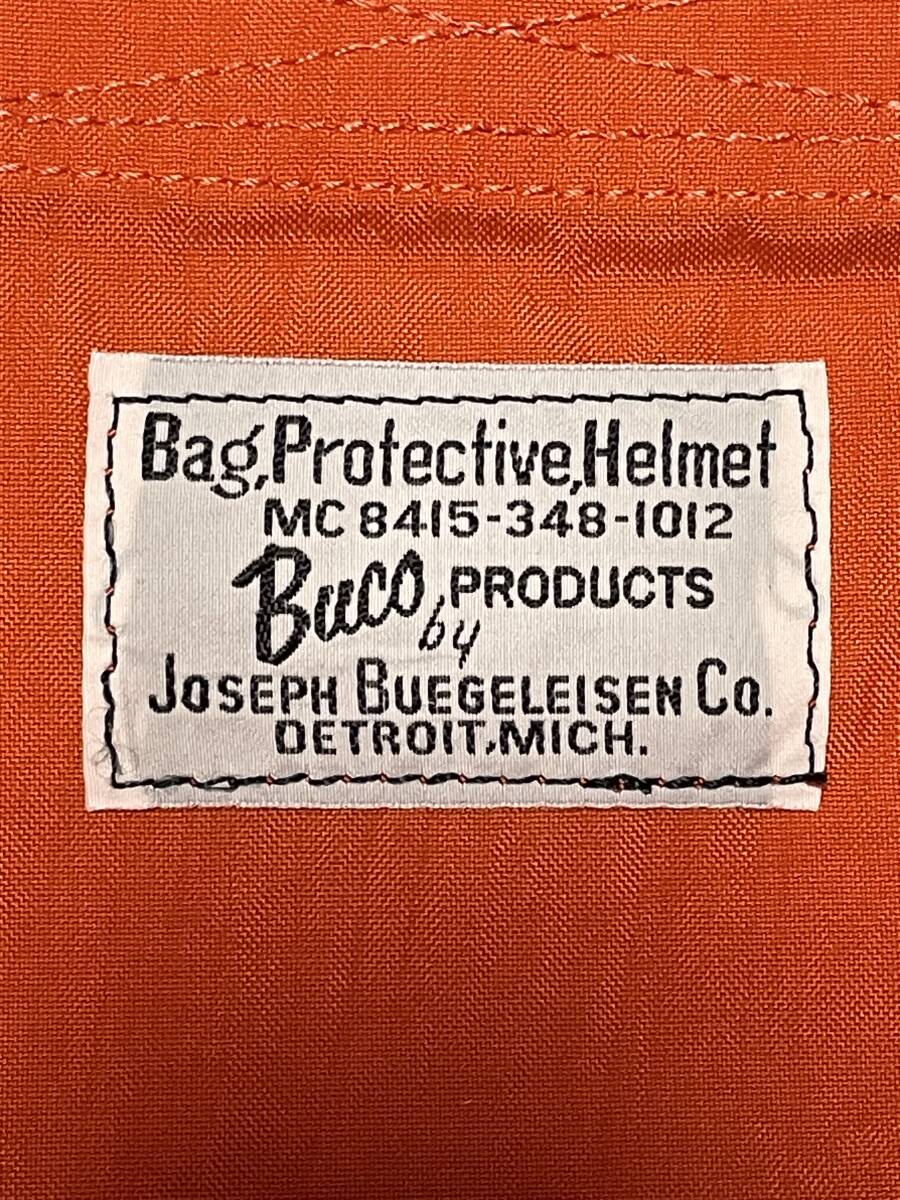 Bag, Protective, Helmet
MC 8415-348-1012
Buco PRODUCTS
by
JOSEPH BUEGELEISEN Co.
DETROIT, MICH.